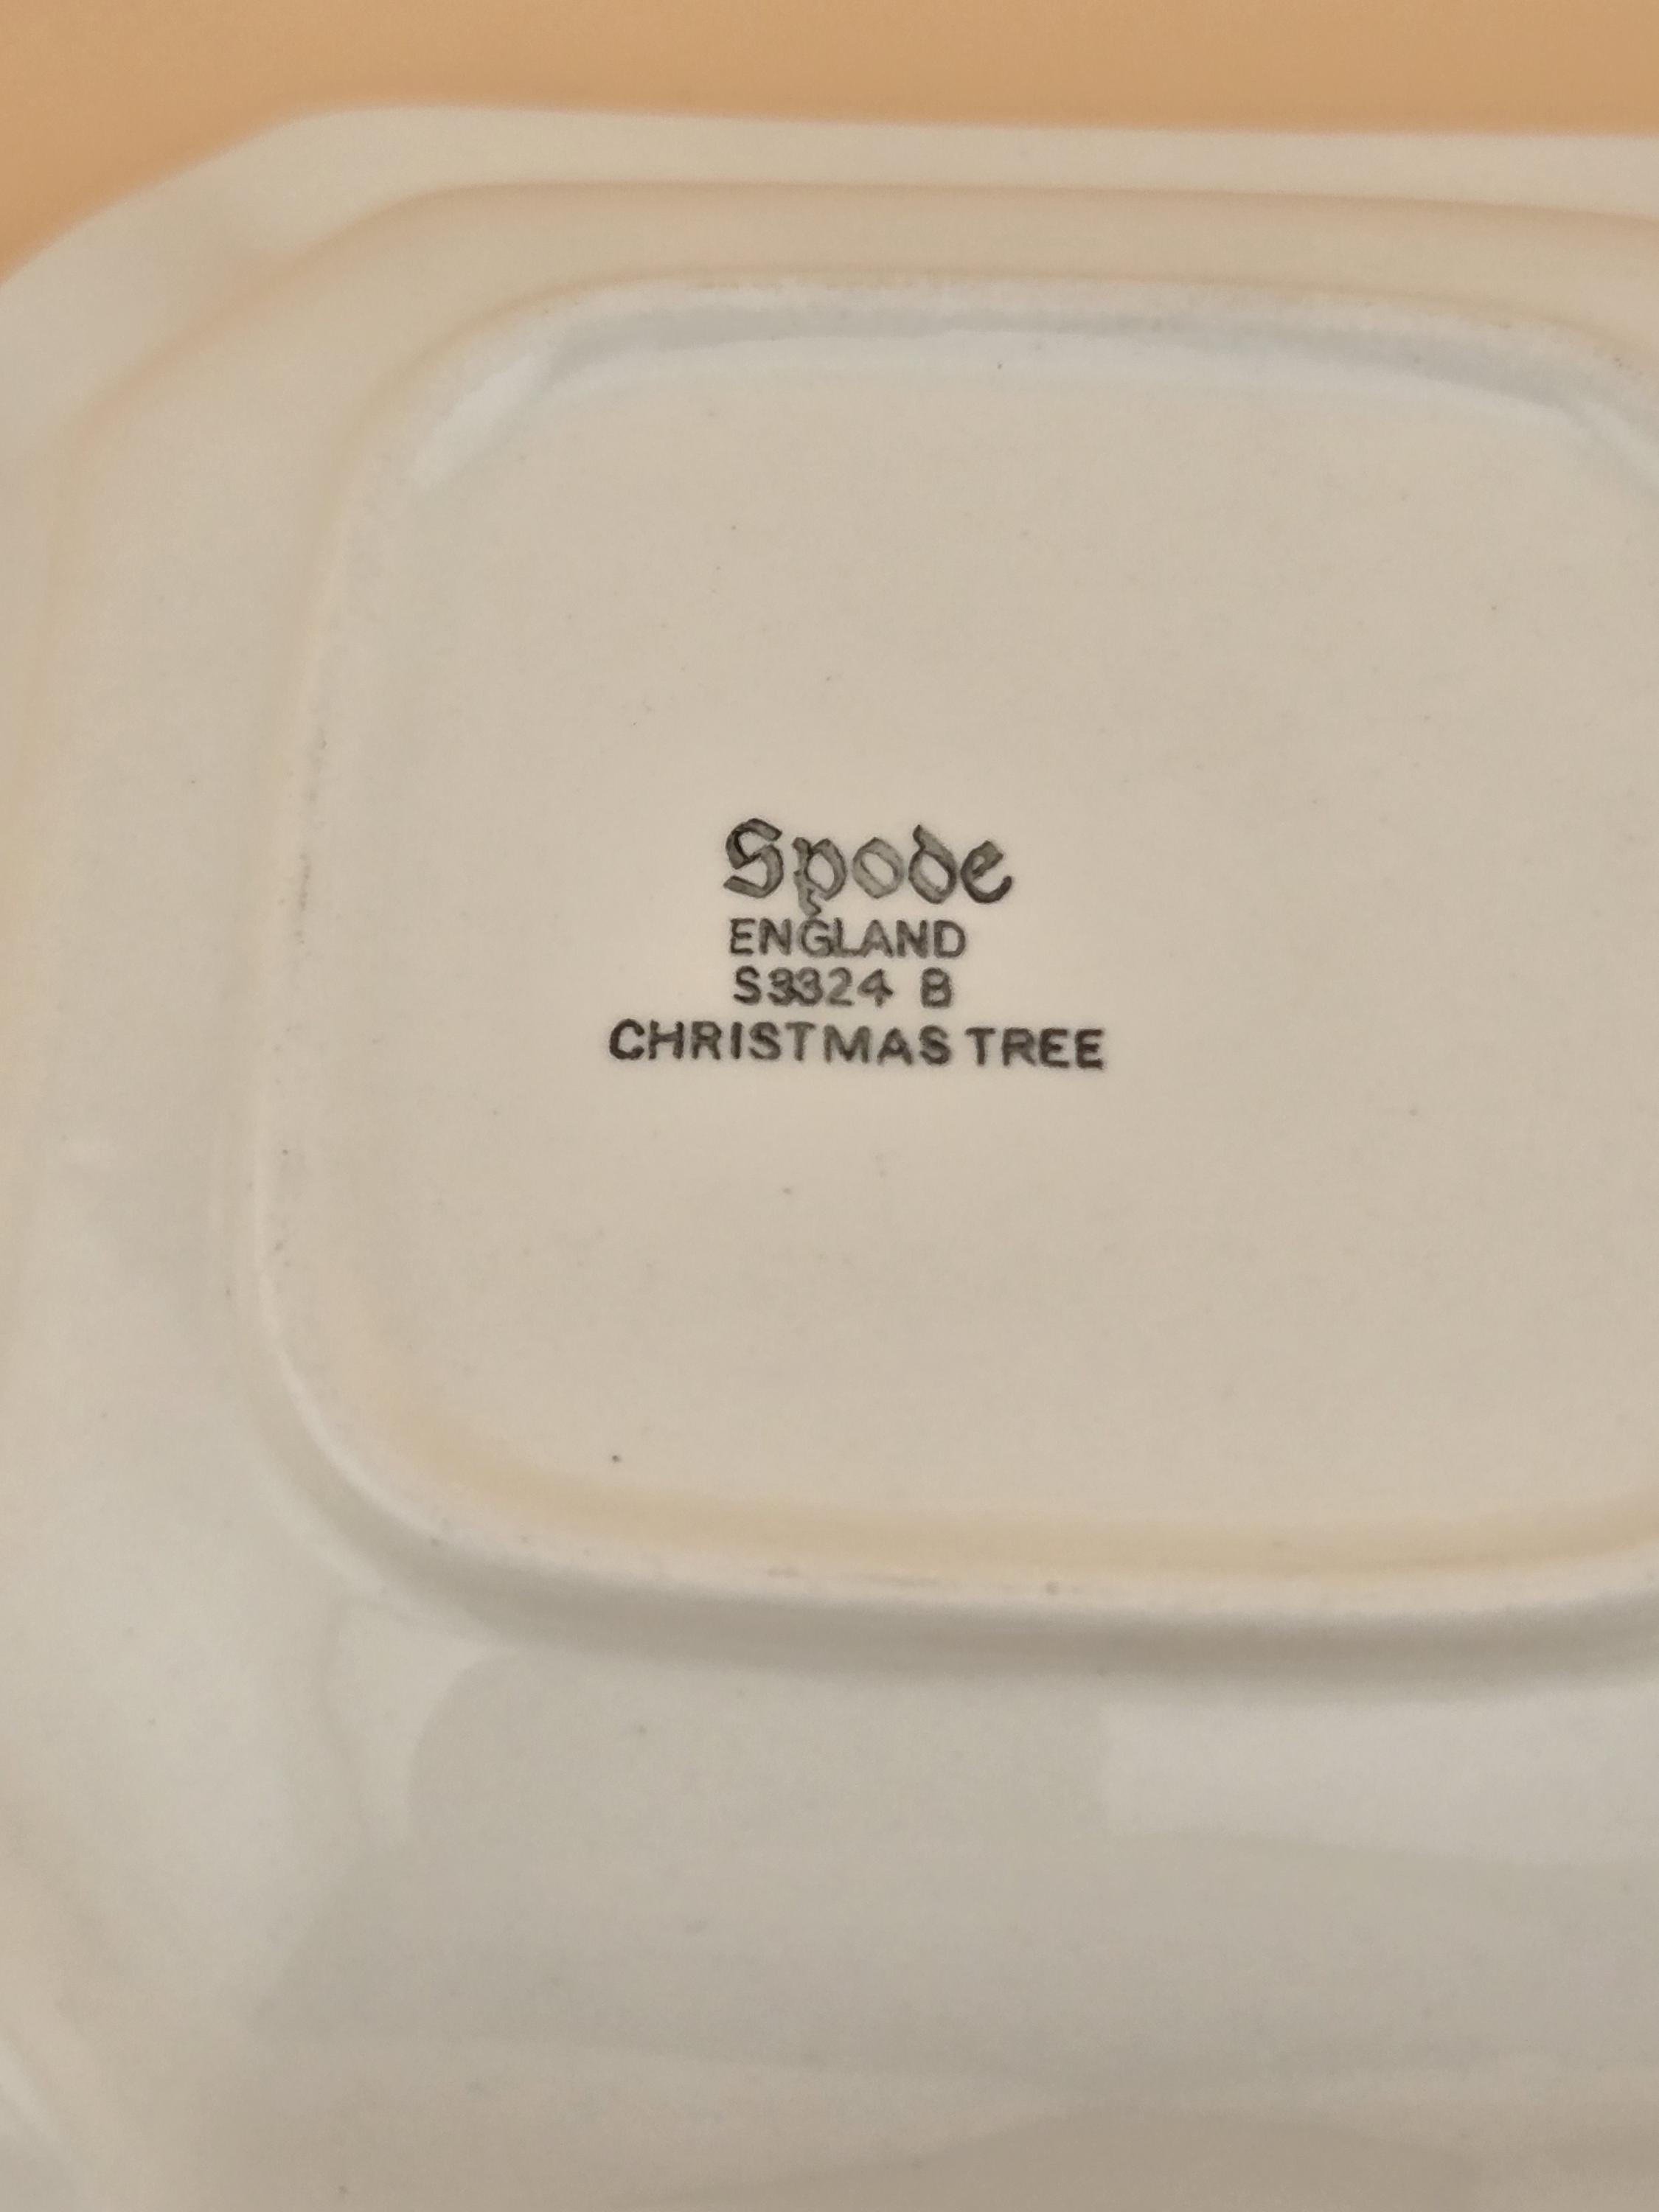 Spode
ENGLAND
S3324 B
CHRISTMAS TREE